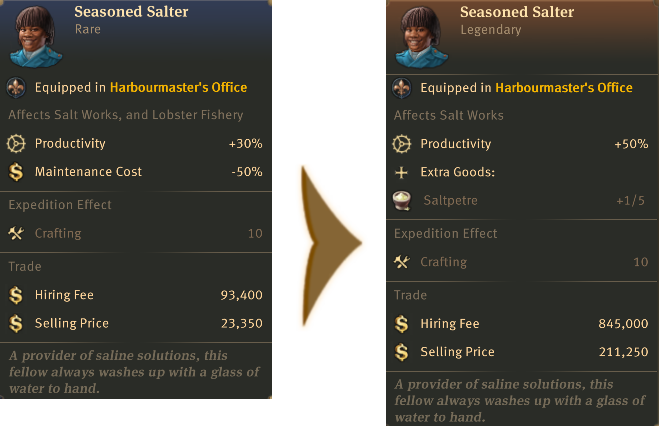 Seasoned Salter
Rare
Equipped in Harbourmaster's Office
Affects Salt Works, and Lobster Fishery
Productivity +30%
Maintenance Cost -50%
Expedition Effect
Crafting 10
Trade
Hiring Fee 93,400
Selling Price 23,350
A provider of saline solutions, this
fellow always washes up with a glass of
water to hand.
Seasoned Salter
Legendary
Equipped in Harbourmaster's Office
Affects Salt Works
Productivity +50%
Extra Goods:
Saltpetre +1/5
Expedition Effect
Crafting 10
Trade
Hiring Fee 845,000
Selling Price 211,250
A provider of saline solutions, this
fellow always washes up with a glass of
water to hand.